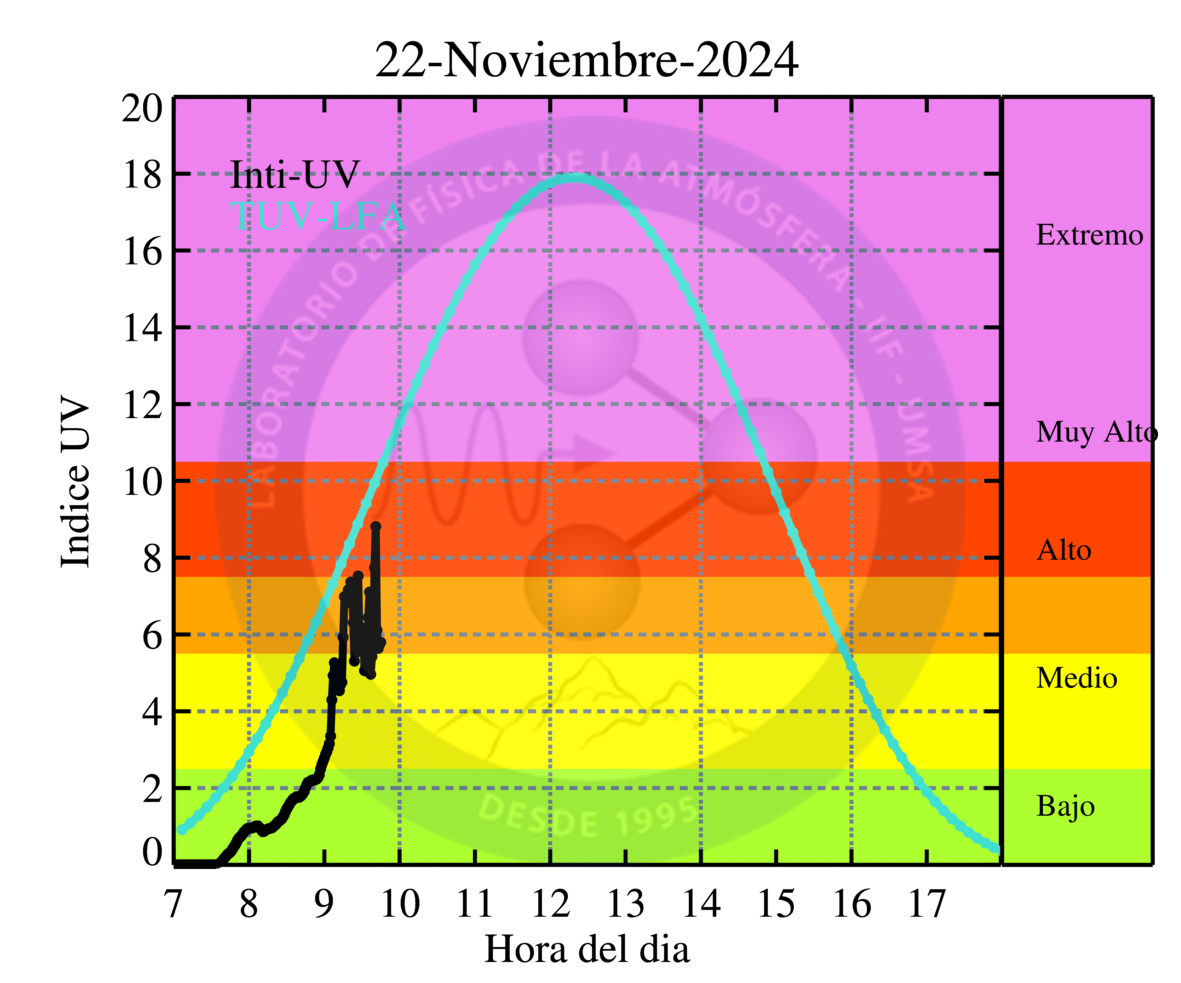 22-Noviembre-2024
Inti-UV
TUV-LFA
LABORATORIO DE FÍSICA DE LA ATMÓSFERA - IIF - UMSA
DESDE 1995
Indice UV
20
18
16
14
12
10
8
6
4
2
0
Extremo
Muy Alto
Alto
Medio
Bajo
7 8 9 10 11 12 13 14 15 16 17
Hora del dia